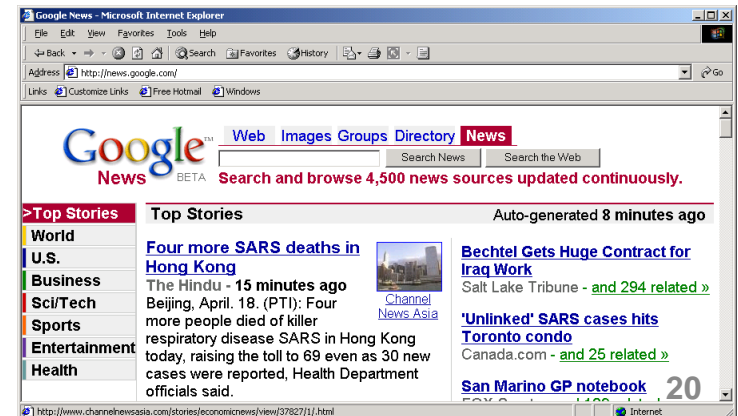 Google News - Microsoft Internet Explorer
File Edit View Favorites Tools Help
Back Search Favorites History
Address http://news.google.com/ Go
Links Customize Links Free Hotmail Windows
Web Images Groups Directory News
Google™
Search News Search the Web
News BETA Search and browse 4,500 news sources updated continuously.
>Top Stories
World
U.S.
Business
Sci/Tech
Sports
Entertainment
Health
Top Stories Auto-generated 8 minutes ago
Four more SARS deaths in
Hong Kong
The Hindu - 15 minutes ago
Beijing, April. 18. (PTI): Four
more people died of killer
respiratory disease SARS in Hong Kong
today, raising the toll to 69 even as 30 new
cases were reported, Health Department
officials said.
Channel
News Asia
Bechtel Gets Huge Contract for
Iraq Work
Salt Lake Tribune - and 294 related »
'Unlinked' SARS cases hits
Toronto condo
Canada.com - and 25 related »
San Marino GP notebook
20
http://www.channelnewsasia.com/stories/economicnews/view/37827/1/.html Internet